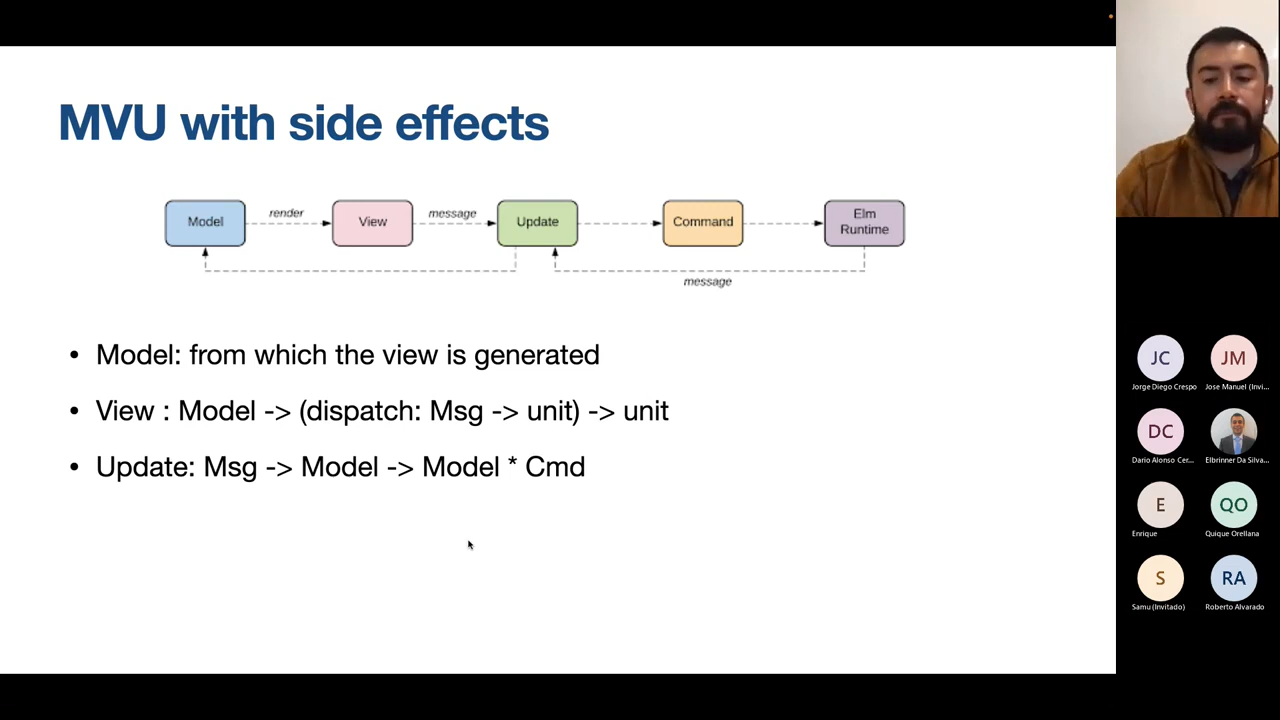 MVU with side effects
Model
render
View
message
Update
Command
Elm
Runtime
message
• Model: from which the view is generated
• View : Model -> (dispatch: Msg -> unit) -> unit
• Update: Msg -> Model -> Model * Cmd
JC
JM
Jorge Diego Crespo
Jose Manuel (Invi...
DC
Dario Alonso Cer...
Elbrinner Da Silva...
E
QO
Enrique
Quique Orellana
S
RA
Samu (Invitado)
Roberto Alvarado